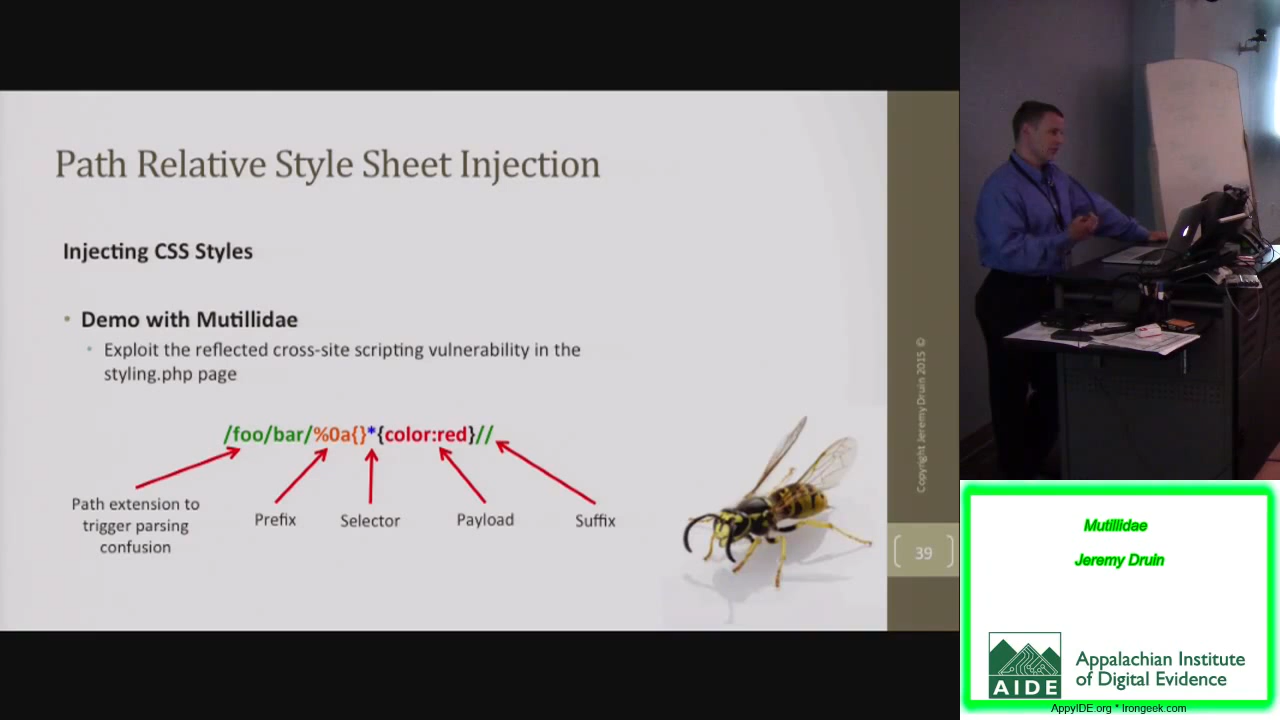 Path Relative Style Sheet Injection
Injecting CSS Styles
• Demo with Mutillidae
• Exploit the reflected cross-site scripting vulnerability in the
styling.php page
/foo/bar/%0a{}*{color:red}//
Path extension to
trigger parsing
confusion
Prefix
Selector
Payload
Suffix
Copyright Jeremy Druin 2015 ©
39
Mutillidae
Jeremy Druin
AIDE
Appalachian Institute
of Digital Evidence
AppyIDE.org * Irongeek.com